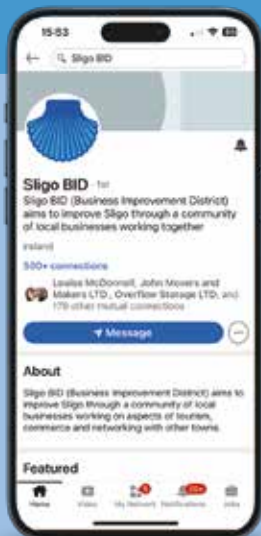 15:53
Sligo BID
Sligo BID · 1st
Sligo BID (Business Improvement District)
aims to improve Sligo through a community
of local businesses working together
Ireland
500+ connections
Louise McDonnell, John Movers and
Makers LTD., Overflow Storage LTD, and
179 other mutual connections
Message
About
Sligo BID (Business Improvement District) aims to
improve Sligo through a community of local
businesses working on aspects of tourism,
commerce and networking with other towns.
Featured
Home Video My Network Notifications Jobs